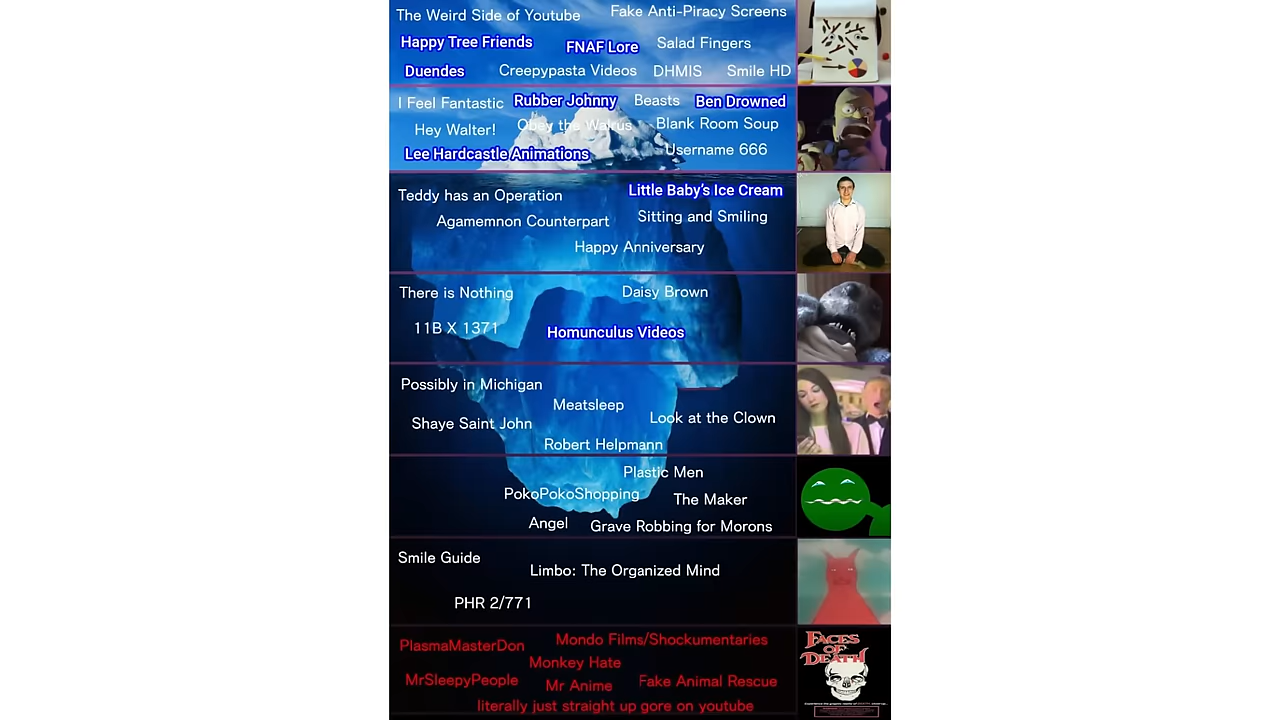 The Weird Side of Youtube
Fake Anti-Piracy Screens
Happy Tree Friends
FNAF Lore
Salad Fingers
Duendes
Creepypasta Videos
DHMIS
Smile HD
I Feel Fantastic
Rubber Johnny
Beasts
Ben Drowned
Hey Walter!
Obey the Walrus
Blank Room Soup
Lee Hardcastle Animations
Username 666
Teddy has an Operation
Little Baby's Ice Cream
Agamemnon Counterpart
Sitting and Smiling
Happy Anniversary
There is Nothing
Daisy Brown
11B X 1371
Homunculus Videos
Possibly in Michigan
Meatsleep
Shaye Saint John
Look at the Clown
Robert Helpmann
Plastic Men
PokoPokoShopping
The Maker
Angel
Grave Robbing for Morons
Smile Guide
Limbo: The Organized Mind
PHR 2/771
PlasmaMasterDon
Mondo Films/Shockumentaries
Monkey Hate
MrSleepyPeople
Mr Anime
Fake Animal Rescue
literally just straight up gore on youtube
FACES
OF
DEATH